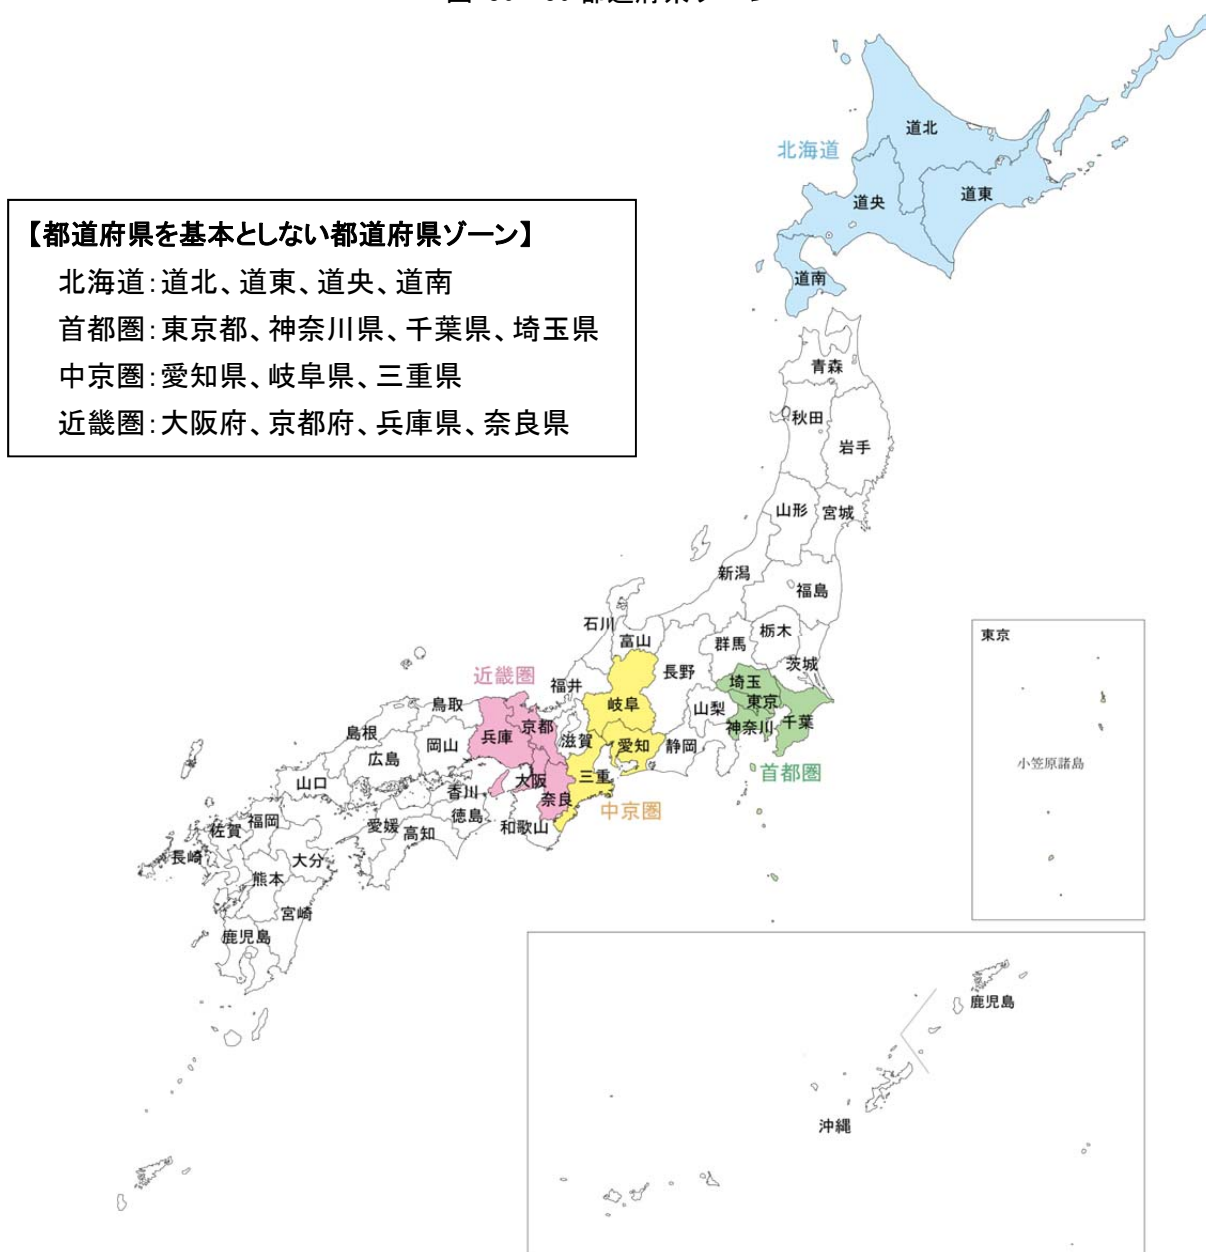 北海道
道北
道東
道央
道南
【都道府県を基本としない都道府県ゾーン】
北海道:道北、道東、道央、道南
首都圏:東京都、神奈川県、千葉県、埼玉県
中京圏:愛知県、岐阜県、三重県
近畿圏:大阪府、京都府、兵庫県、奈良県
青森
秋田
岩手
山形
宮城
新潟
福島
石川
富山
群馬
栃木
茨城
長野
近畿圏
福井
埼玉
東京
岐阜
山梨
神奈川
千葉
鳥取
島根
岡山
兵庫
京都
滋賀
愛知
静岡
広島
首都圏
山口
香川
大阪
三重
奈良
中京圏
佐賀
福岡
愛媛
高知
徳島
和歌山
長崎
大分
熊本
宮崎
鹿児島
東京
小笠原諸島
鹿児島
沖縄